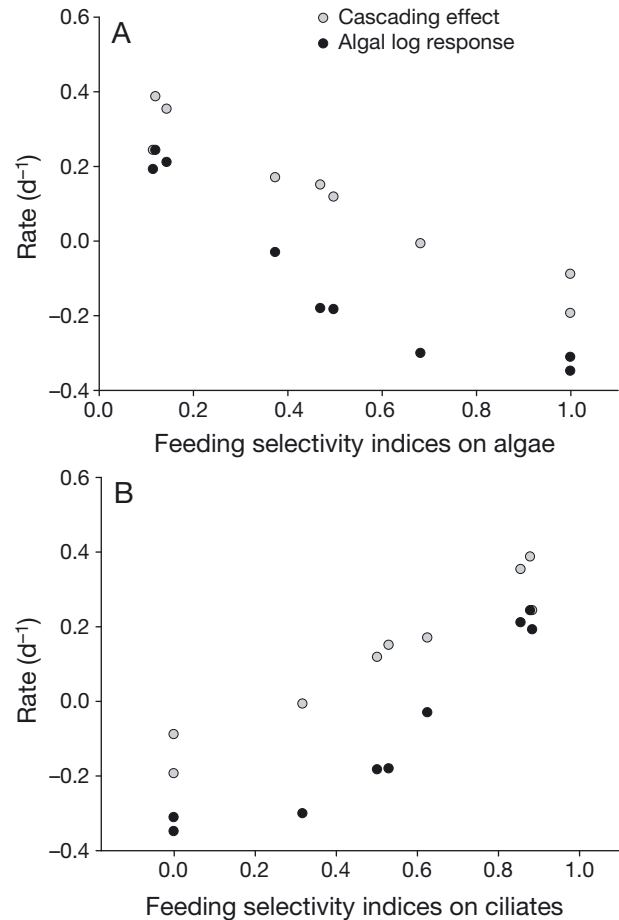 A
Cascading effect
Algal log response
0.6
0.4
0.2
0.0
−0.2
−0.4
Rate (d⁻¹)
0.0 0.2 0.4 0.6 0.8 1.0
Feeding selectivity indices on algae
B
0.6
0.4
0.2
0.0
−0.2
−0.4
Rate (d⁻¹)
0.0 0.2 0.4 0.6 0.8 1.0
Feeding selectivity indices on ciliates